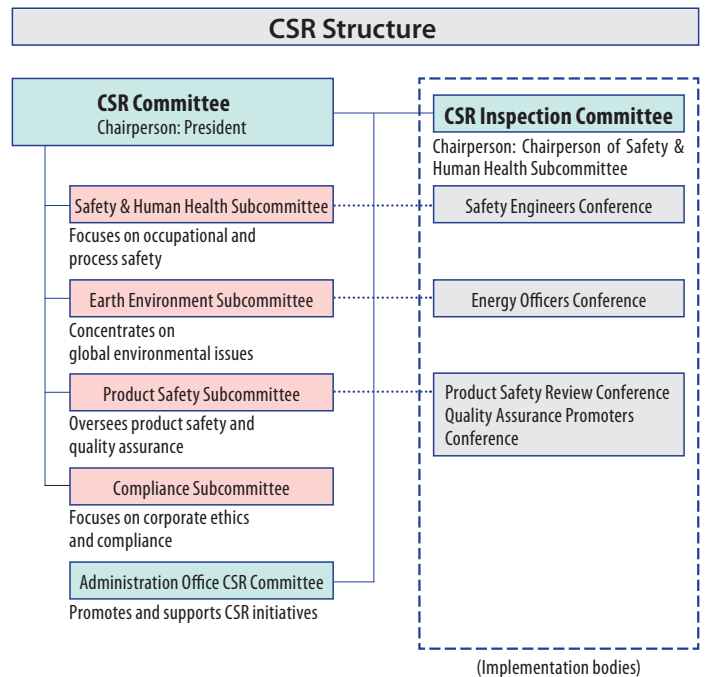 CSR Structure
CSR Committee
Chairperson: President
CSR Inspection Committee
Chairperson: Chairperson of Safety &
Human Health Subcommittee
Safety & Human Health Subcommittee
Focuses on occupational and
process safety
Safety Engineers Conference
Earth Environment Subcommittee
Concentrates on
global environmental issues
Energy Officers Conference
Product Safety Subcommittee
Oversees product safety and
quality assurance
Product Safety Review Conference
Quality Assurance Promoters
Conference
Compliance Subcommittee
Focuses on corporate ethics
and compliance
Administration Office CSR Committee
Promotes and supports CSR initiatives
(Implementation bodies)